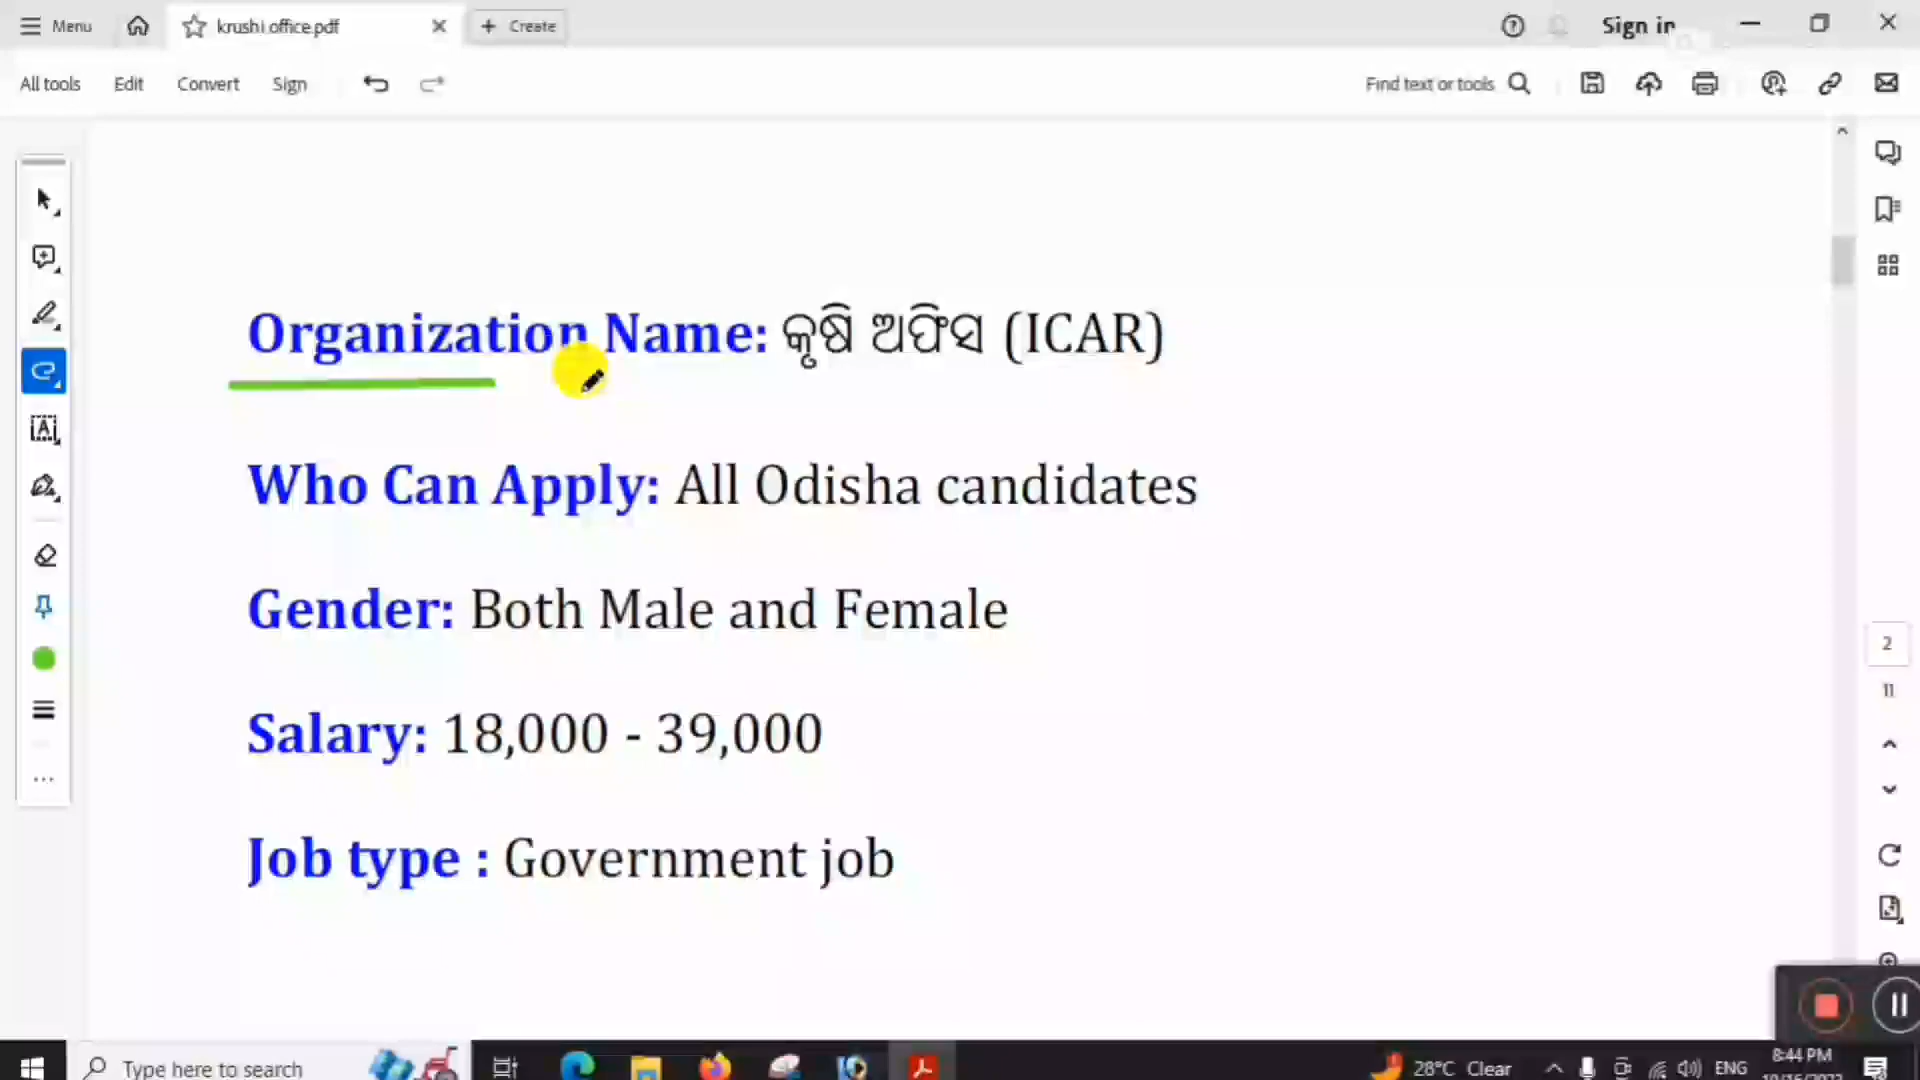 Menu krushi.office.pdf Create Sign in
All tools Edit Convert Sign Find text or tools
Organization Name: କୃଷି ଅଫିସ (ICAR)
Who Can Apply: All Odisha candidates
Gender: Both Male and Female
2
Salary: 18,000 - 39,000
11
Job type : Government job
Type here to search 28°C Clear ENG 8:44 PM